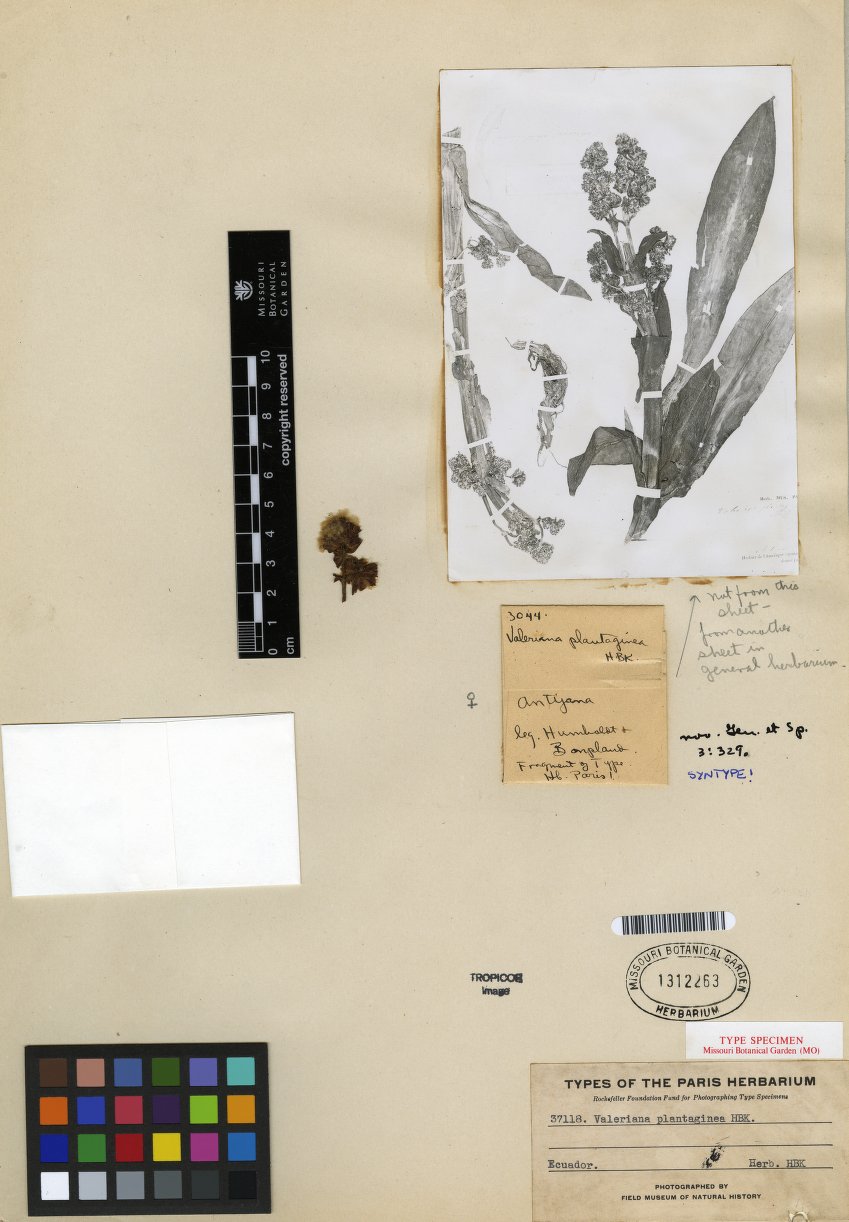 MISSOURI
BOTANICAL
GARDEN
copyright reserved
10
9
8
7
6
5
4
3
2
1
0
cm
not from this
sheet -
from another
sheet in
general herbarium.
3044.
Valeriana plantaginea
HBK.
♀
Antijana
leg. Humboldt +
Bonpland.
Fragment of Type.
Hb. Paris!
nov. Gen. et Sp.
3:329.
SYNTYPE!
TROPICOS
Image
MISSOURI BOTANICAL GARDEN
1312263
HERBARIUM
TYPE SPECIMEN
Missouri Botanical Garden (MO)
TYPES OF THE PARIS HERBARIUM
Rockefeller Foundation Fund for Photographing Type Specimens
37118. Valeriana plantaginea HBK.
Ecuador. Herb. HBK
PHOTOGRAPHED BY
FIELD MUSEUM OF NATURAL HISTORY